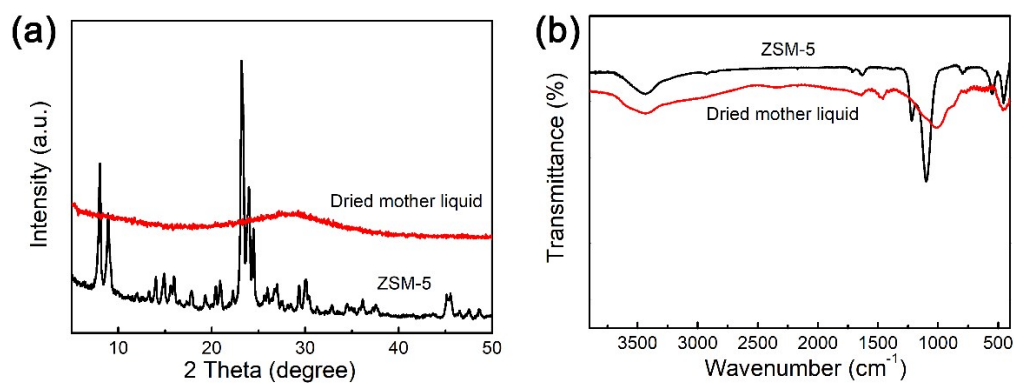 (a)
Intensity (a.u.)
Dried mother liquid
ZSM-5
10 20 30 40 50
2 Theta (degree)
(b)
Transmittance (%)
ZSM-5
Dried mother liquid
3500 3000 2500 2000 1500 1000 500
Wavenumber (cm⁻¹)